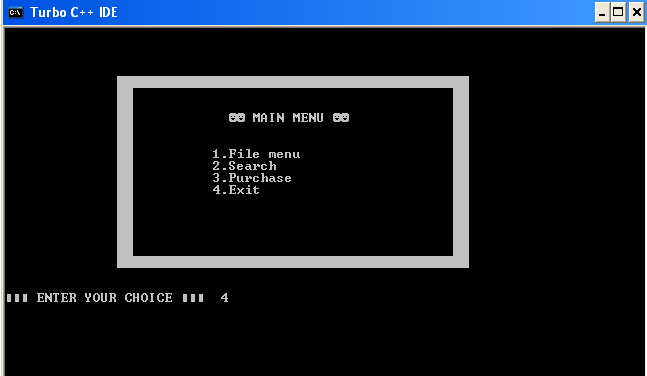 Turbo C++ IDE
☻☻ MAIN MENU ☻☻
1.File menu
2.Search
3.Purchase
4.Exit
▮▮▮ ENTER YOUR CHOICE ▮▮▮ 4